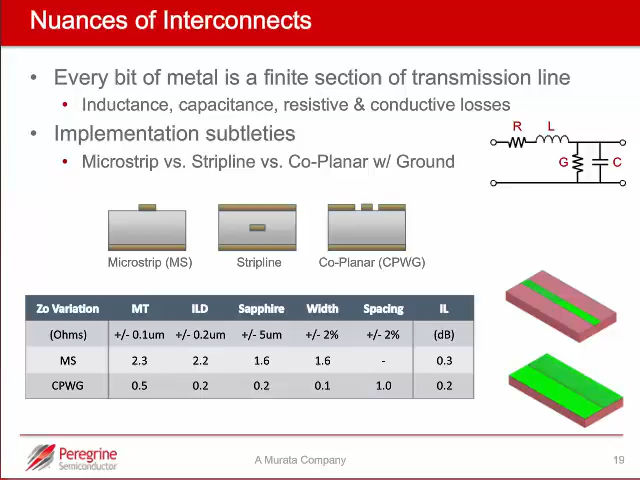 Nuances of Interconnects
• Every bit of metal is a finite section of transmission line
• Inductance, capacitance, resistive & conductive losses
• Implementation subtleties
• Microstrip vs. Stripline vs. Co-Planar w/ Ground
R L
G C
Microstrip (MS) Stripline Co-Planar (CPWG)
Zo Variation MT ILD Sapphire Width Spacing IL
(Ohms) +/- 0.1um +/- 0.2um +/- 5um +/- 2% +/- 2% (dB)
MS 2.3 2.2 1.6 1.6 - 0.3
CPWG 0.5 0.2 0.2 0.1 1.0 0.2
Peregrine
Semiconductor
A Murata Company
19